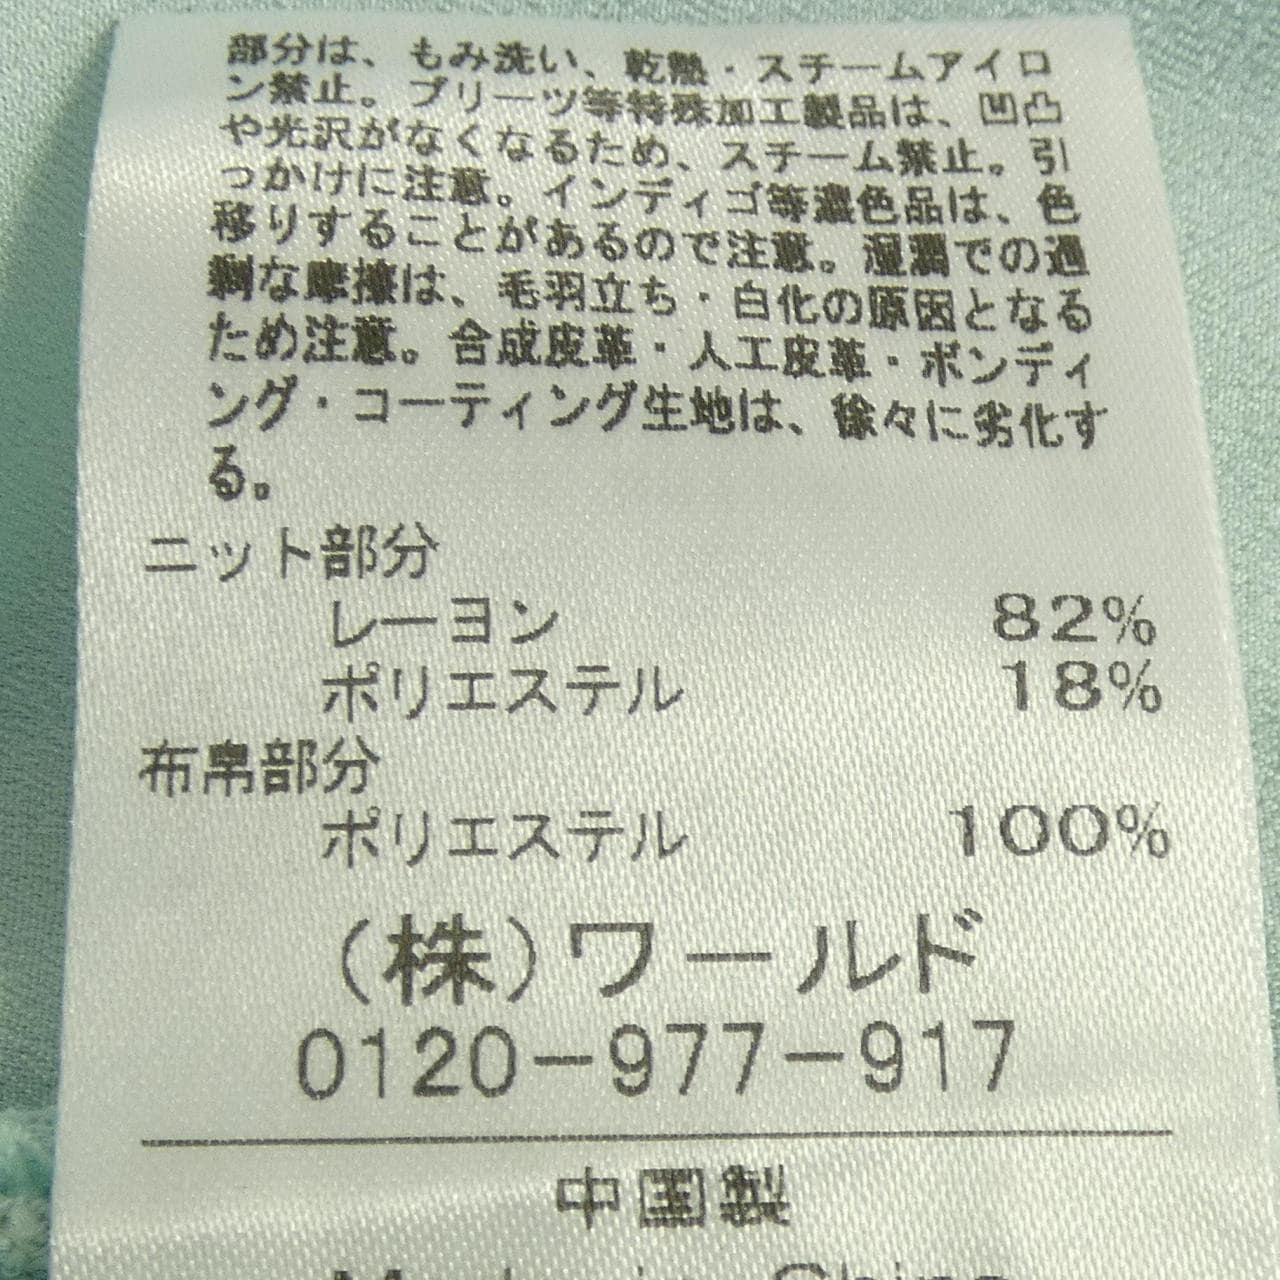 部分は、もみ洗い、乾熱・スチームアイロ
ン禁止。プリーツ等特殊加工製品は、凹凸
や光沢がなくなるため、スチーム禁止。引
っかけに注意。インディゴ等濃色品は、色
移りすることがあるので注意。湿潤での過
剰な摩擦は、毛羽立ち・白化の原因となる
ため注意。合成皮革・人工皮革・ボンディ
ング・コーティング生地は、徐々に劣化す
る。
ニット部分
レーヨン 82%
ポリエステル 18%
布帛部分
ポリエステル 100%
(株)ワールド
0120-977-917
中国製
Made in China